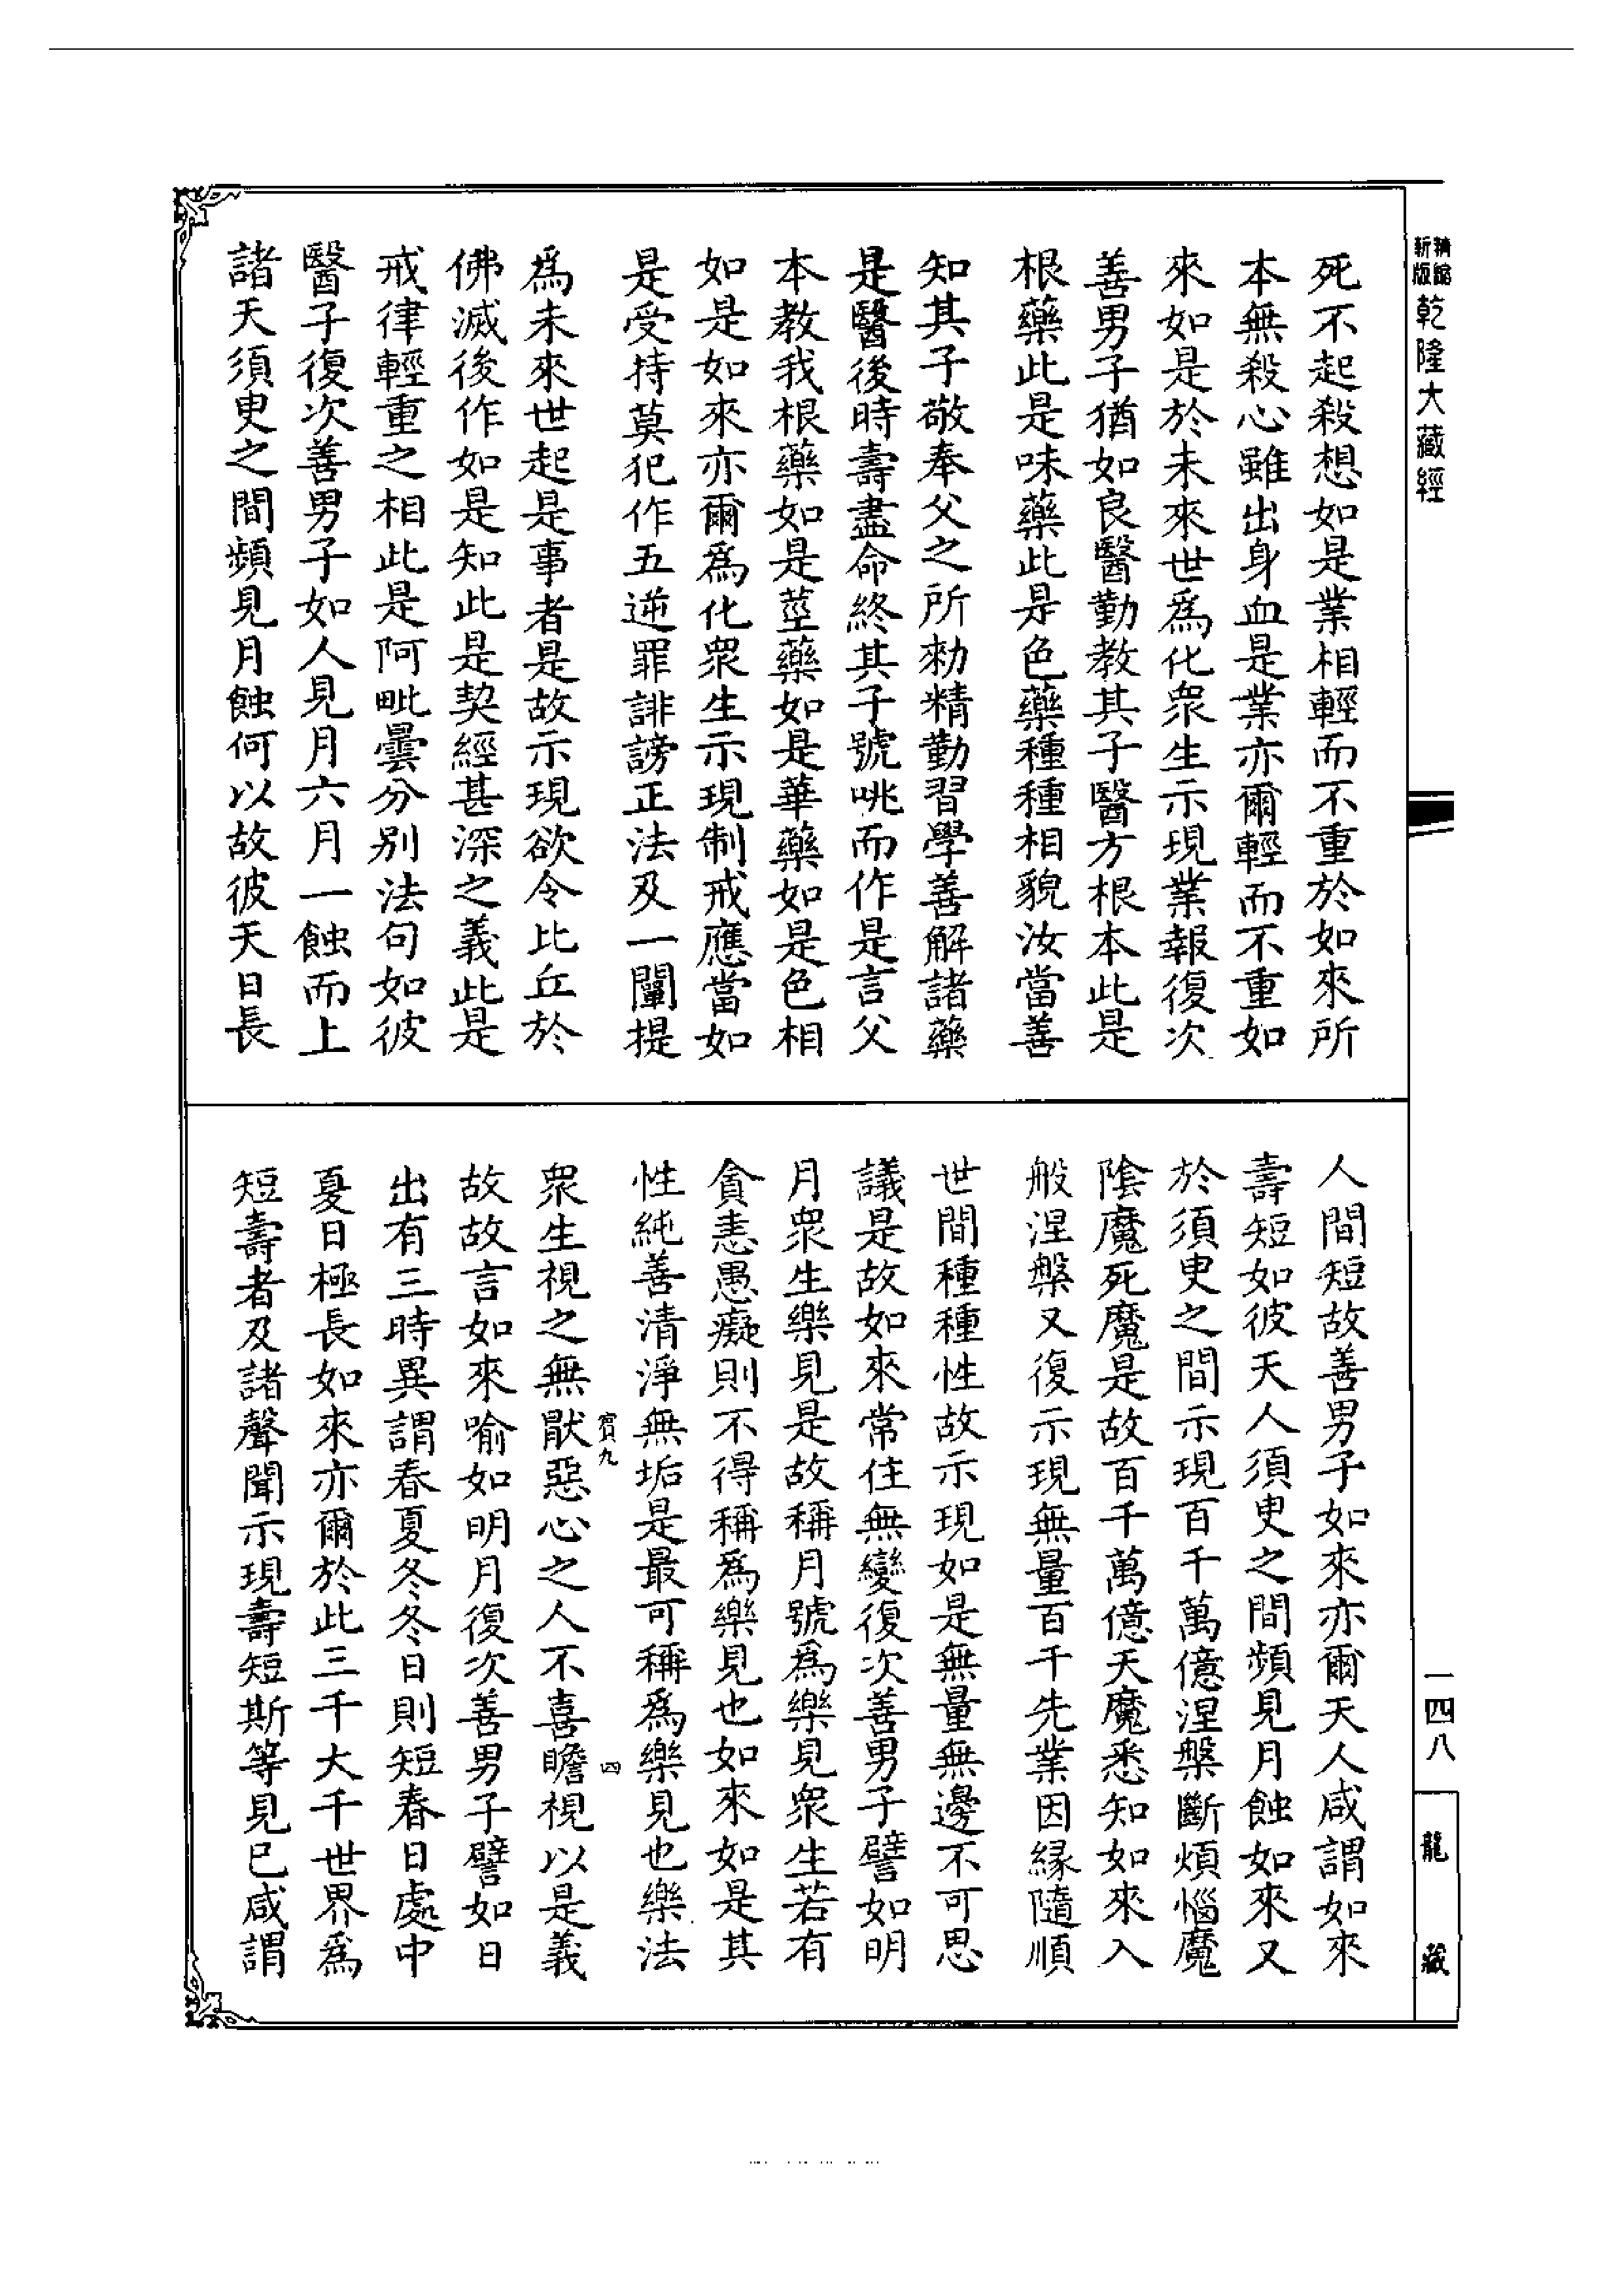 精縮
新版
乾隆大藏經
死不起殺想如是業相輕而不重於如來所
本無殺心雖出身血是業亦爾輕而不重如
來如是於未來世爲化衆生示現業報復次
善男子猶如良醫勤教其子醫方根本此是
根藥此是味藥此是色藥種種相貌汝當善
知其子敬奉父之所勑精勤習學善解諸藥
是醫後時壽盡命終其子號咷而作是言父
本教我根藥如是莖藥如是華藥如是色相
如是如來亦爾爲化衆生示現制戒應當如
是受持莫犯作五逆罪誹謗正法及一闡提
爲未來世起是事者是故示現欲令比丘於
佛滅後作如是知此是契經甚深之義此是
戒律輕重之相此是阿毗曇分别法句如彼
醫子復次善男子如人見月六月一蝕而上
諸天須臾之間頻見月蝕何以故彼天日長
人間短故善男子如來亦爾天人咸謂如來
壽短如彼天人須臾之間頻見月蝕如來又
於須臾之間示現百千萬億涅槃斷煩惱魔
陰魔死魔是故百千萬億天魔悉知如來入
般涅槃又復示現無量百千先業因緣隨順
世間種種性故示現如是無量無邊不可思
議是故如來常住無變復次善男子譬如明
月衆生樂見是故稱月號爲樂見衆生若有
貪恚愚癡則不得稱爲樂見也如來如是其
性純善清淨無垢是最可稱爲樂見也樂法
賓九
四
衆生視之無猒惡心之人不喜瞻視以是義
故故言如來喻如明月復次善男子譬如日
出有三時異謂春夏冬冬日則短春日處中
夏日極長如來亦爾於此三千大千世界爲
短壽者及諸聲聞示現壽短斯等見已咸謂
一四八
龍藏